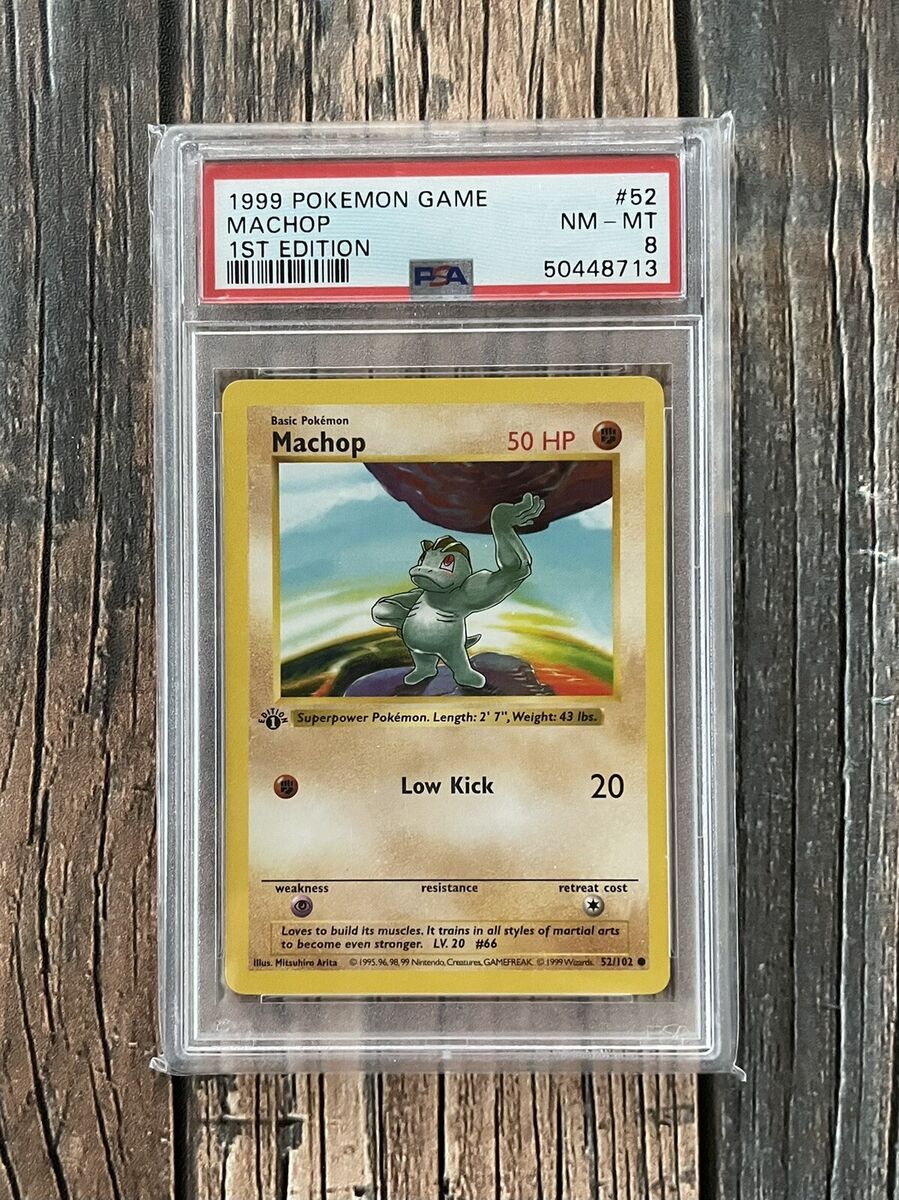 1999 POKEMON GAME #52
MACHOP NM - MT
1ST EDITION 8
PSA 50448713
Basic Pokémon
Machop 50 HP
EDITION 1
Superpower Pokémon. Length: 2' 7", Weight: 43 lbs.
Low Kick 20
weakness resistance retreat cost
Loves to build its muscles. It trains in all styles of martial arts
to become even stronger. LV. 20 #66
Illus. Mitsuhiro Arita © 1995, 96, 98, 99 Nintendo, Creatures, GAMEFREAK. © 1999 Wizards. 52/102